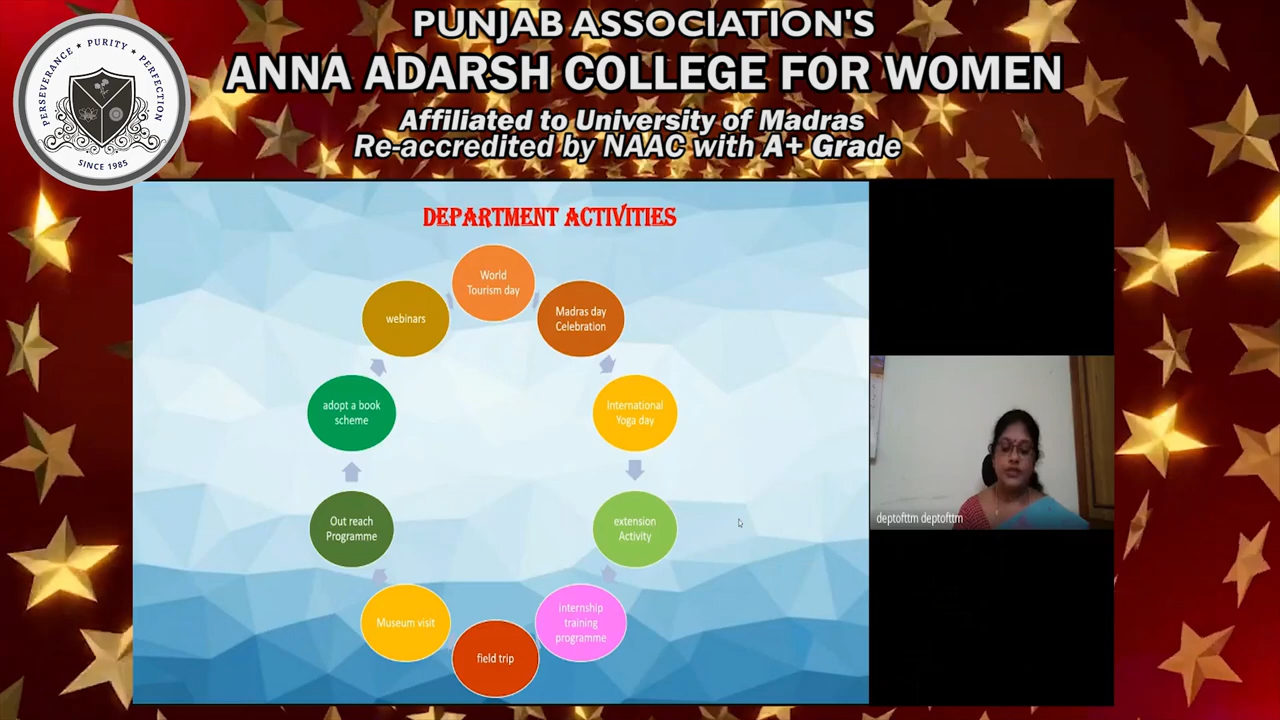 PUNJAB ASSOCIATION'S
ANNA ADARSH COLLEGE FOR WOMEN
Affiliated to University of Madras
Re-accredited by NAAC with A+ Grade
PERSEVERANCE ★ PURITY ★ PERFECTION
SINCE 1985
DEPARTMENT ACTIVITIES
World
Tourism day
Madras day
Celebration
International
Yoga day
extension
Activity
Internship
training
programme
field trip
Museum visit
Out reach
Programme
adopt a book
scheme
webinars
deptofttm deptofttm